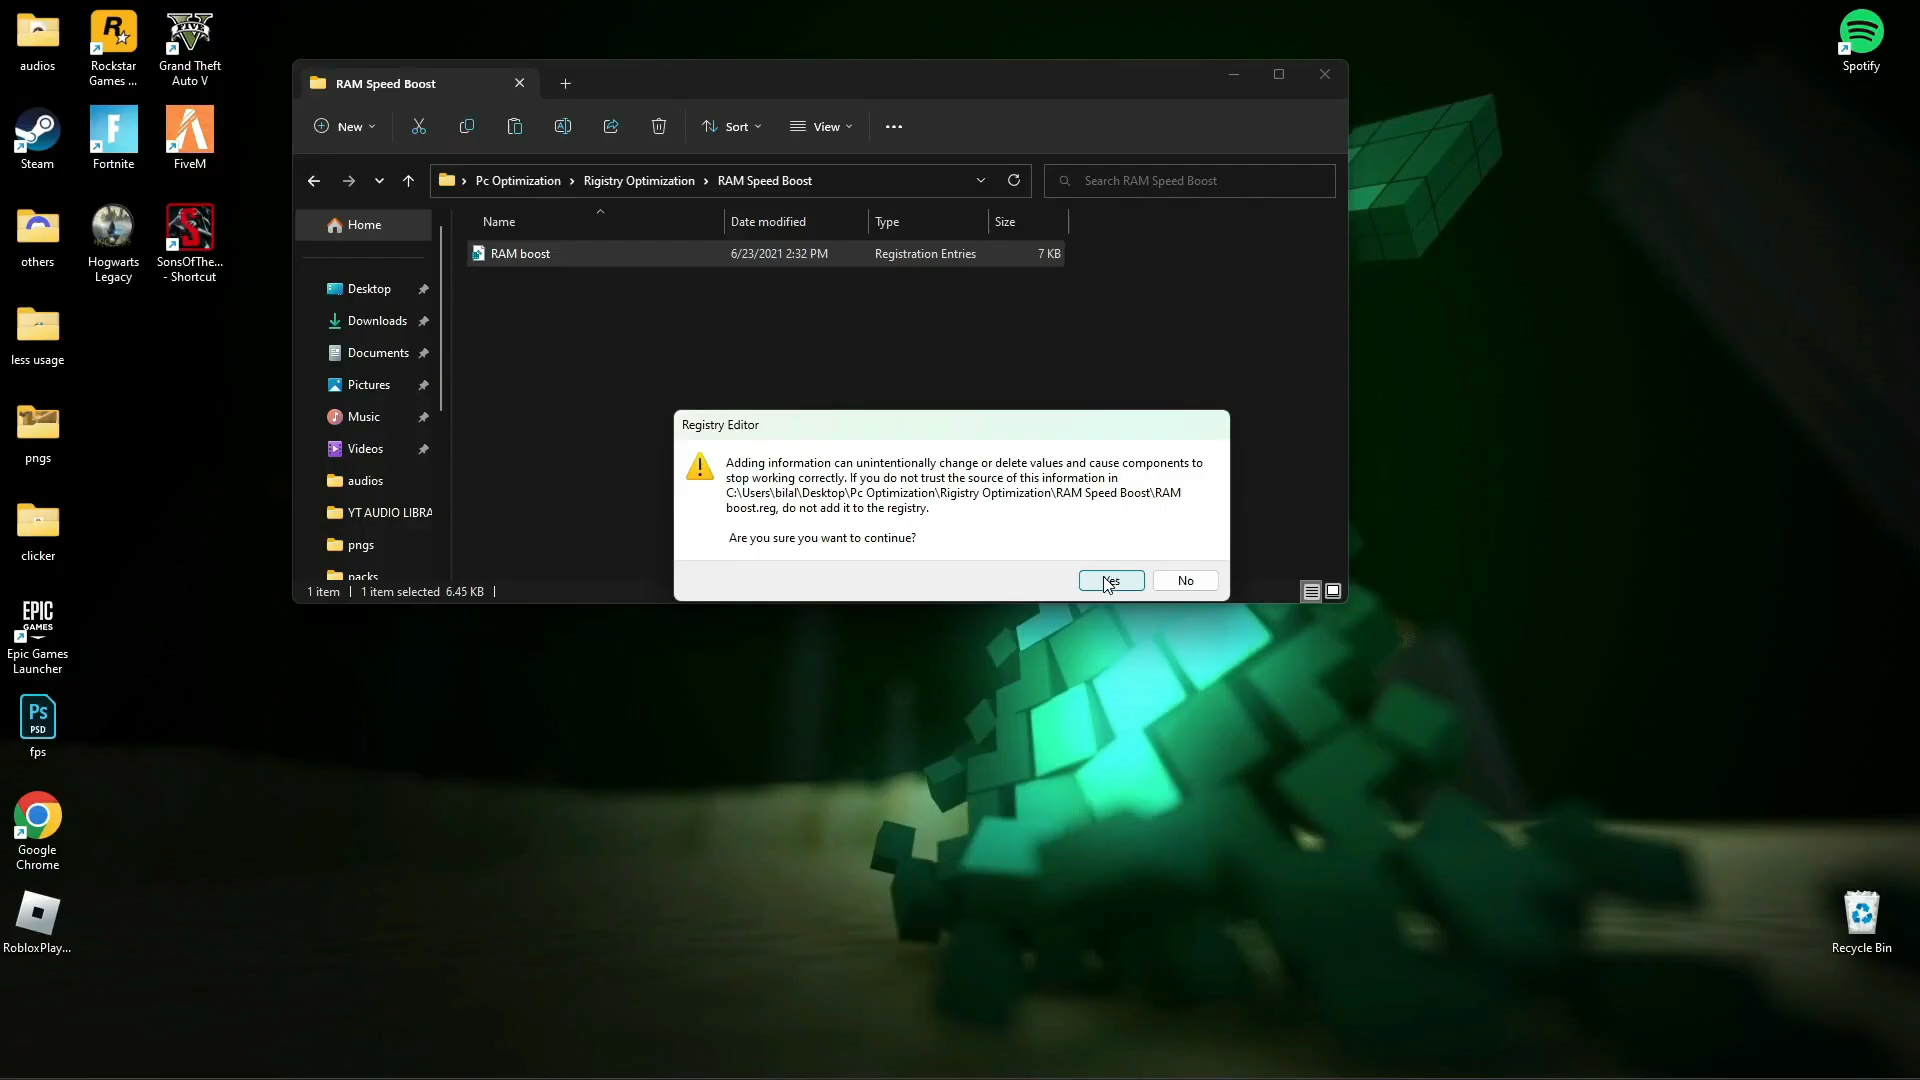 audios
Rockstar
Games ...
Grand Theft
Auto V
Spotify
Steam
Fortnite
FiveM
others
Hogwarts
Legacy
SonsOfThe...
- Shortcut
less usage
pngs
clicker
EPIC
GAMES
Epic Games
Launcher
Ps
PSD
fps
Google
Chrome
RobloxPlay...
Recycle Bin
RAM Speed Boost
New
Sort
View
Pc Optimization > Rigistry Optimization > RAM Speed Boost
Search RAM Speed Boost
Name Date modified Type Size
RAM boost 6/23/2021 2:32 PM Registration Entries 7 KB
Home
Desktop
Downloads
Documents
Pictures
Music
Videos
audios
YT AUDIO LIBRA
pngs
packs
1 item | 1 item selected 6.45 KB |
Registry Editor
Adding information can unintentionally change or delete values and cause components to
stop working correctly. If you do not trust the source of this information in
C:\Users\bilal\Desktop\Pc Optimization\Rigistry Optimization\RAM Speed Boost\RAM
boost.reg, do not add it to the registry.
Are you sure you want to continue?
Yes
No